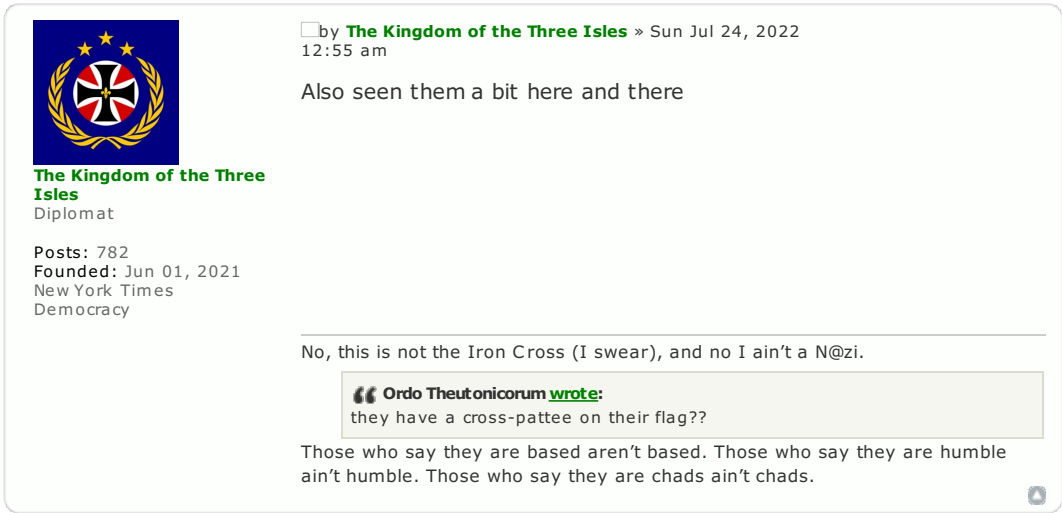 by The Kingdom of the Three Isles » Sun Jul 24, 2022
12:55 am
Also seen them a bit here and there
The Kingdom of the Three
Isles
Diplomat
Posts: 782
Founded: Jun 01, 2021
New York Times
Democracy
No, this is not the Iron Cross (I swear), and no I ain’t a N@zi.
Ordo Theutonicorum wrote:
they have a cross-pattee on their flag??
Those who say they are based aren’t based. Those who say they are humble
ain’t humble. Those who say they are chads ain’t chads.